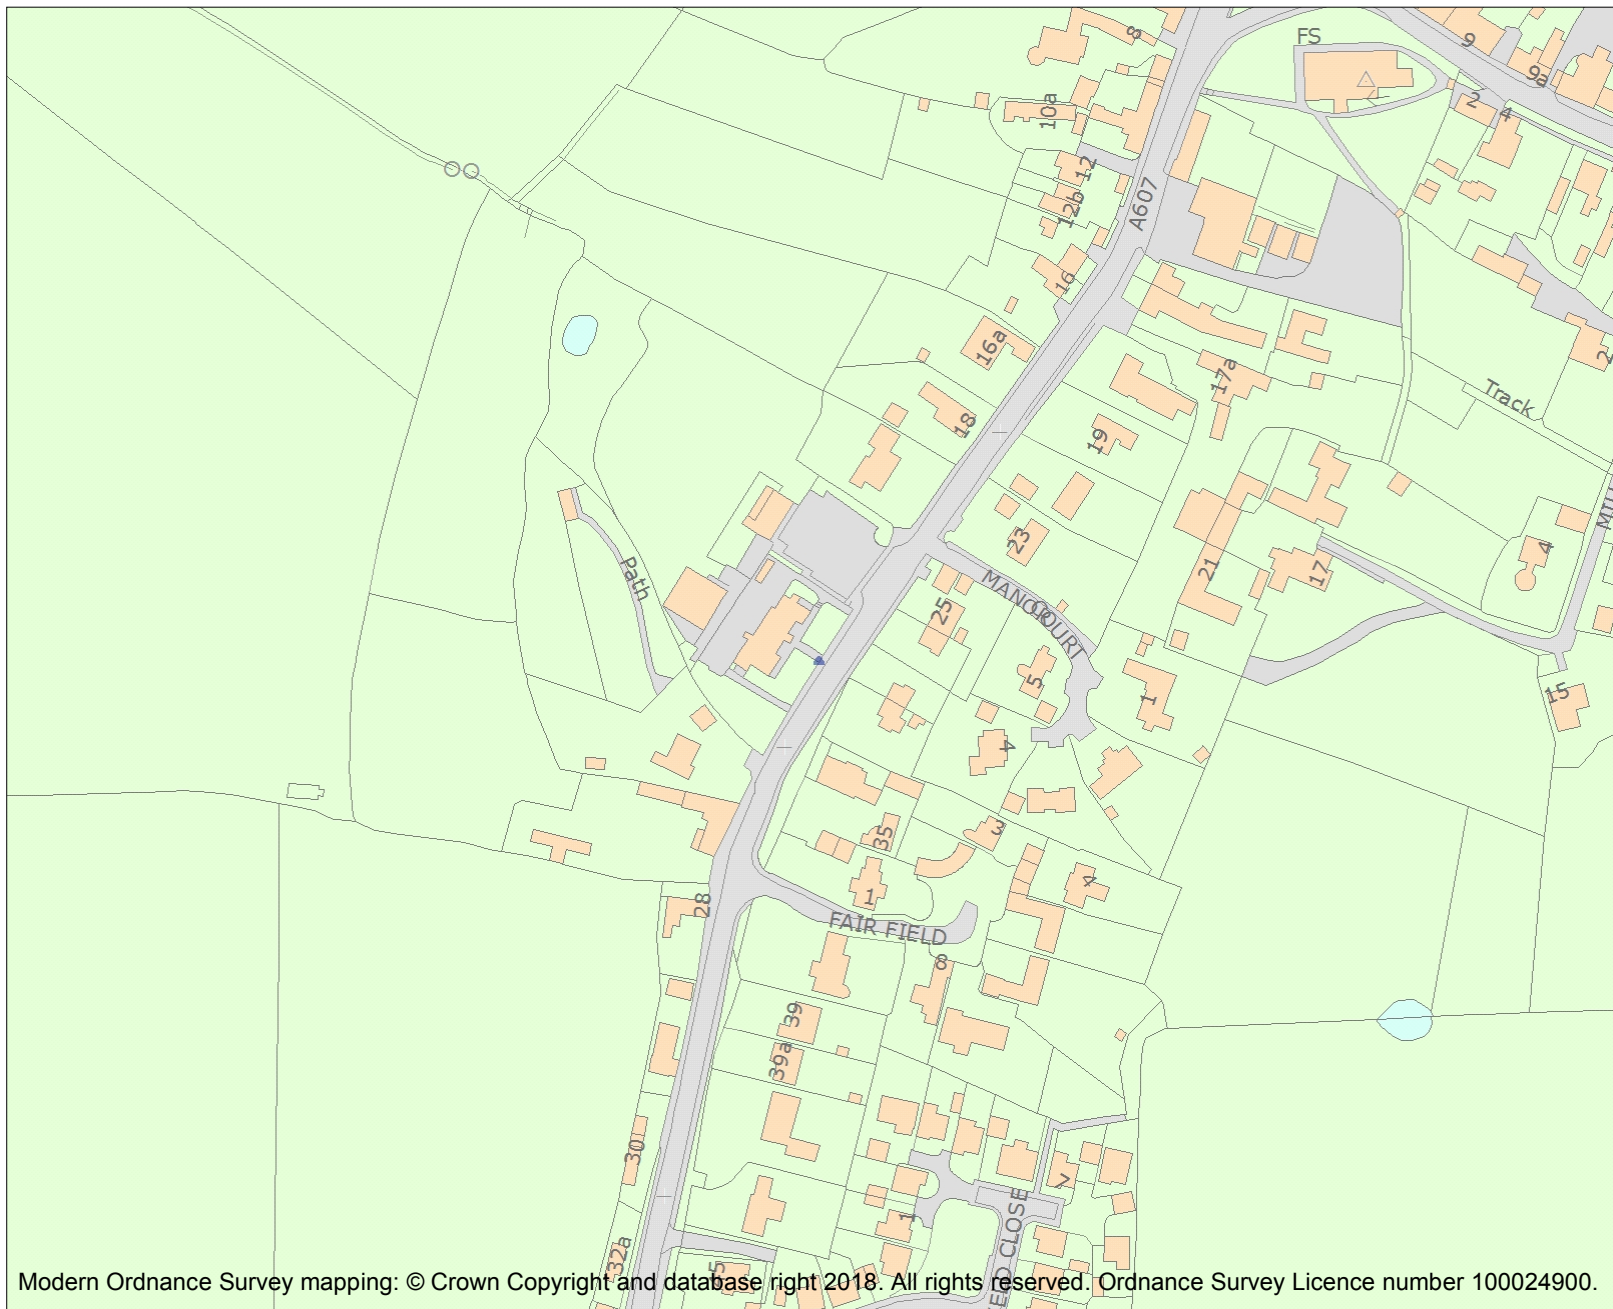 FS
8
9
9a
10a
2
4
12
12b
A607
16
16a
2
17a
Track
18
19
23
4
21
17
Path
MANOR
COURT
25
5
1
15
4
35
3
1
4
28
FAIR FIELD
8
39
39a
30
7
1
CLOSE
32a
Modern Ordnance Survey mapping: © Crown Copyright and database right 2018. All rights reserved. Ordnance Survey Licence number 100024900.